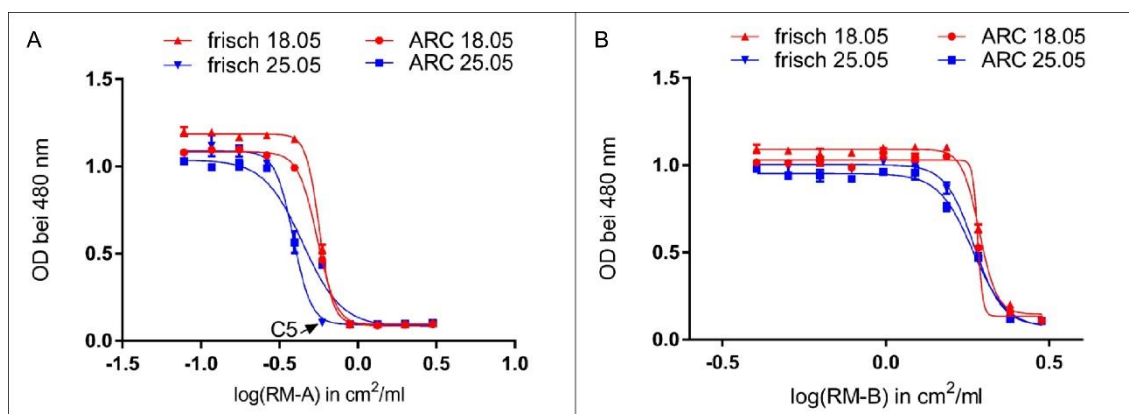 A
frisch 18.05 ARC 18.05
frisch 25.05 ARC 25.05
1.5
1.0
0.5
0.0
OD bei 480 nm
C5
-1.5 -1.0 -0.5 0.0 0.5 1.0
log(RM-A) in cm²/ml
B
frisch 18.05 ARC 18.05
frisch 25.05 ARC 25.05
1.5
1.0
0.5
0.0
OD bei 480 nm
-0.5 0.0 0.5
log(RM-B) in cm²/ml